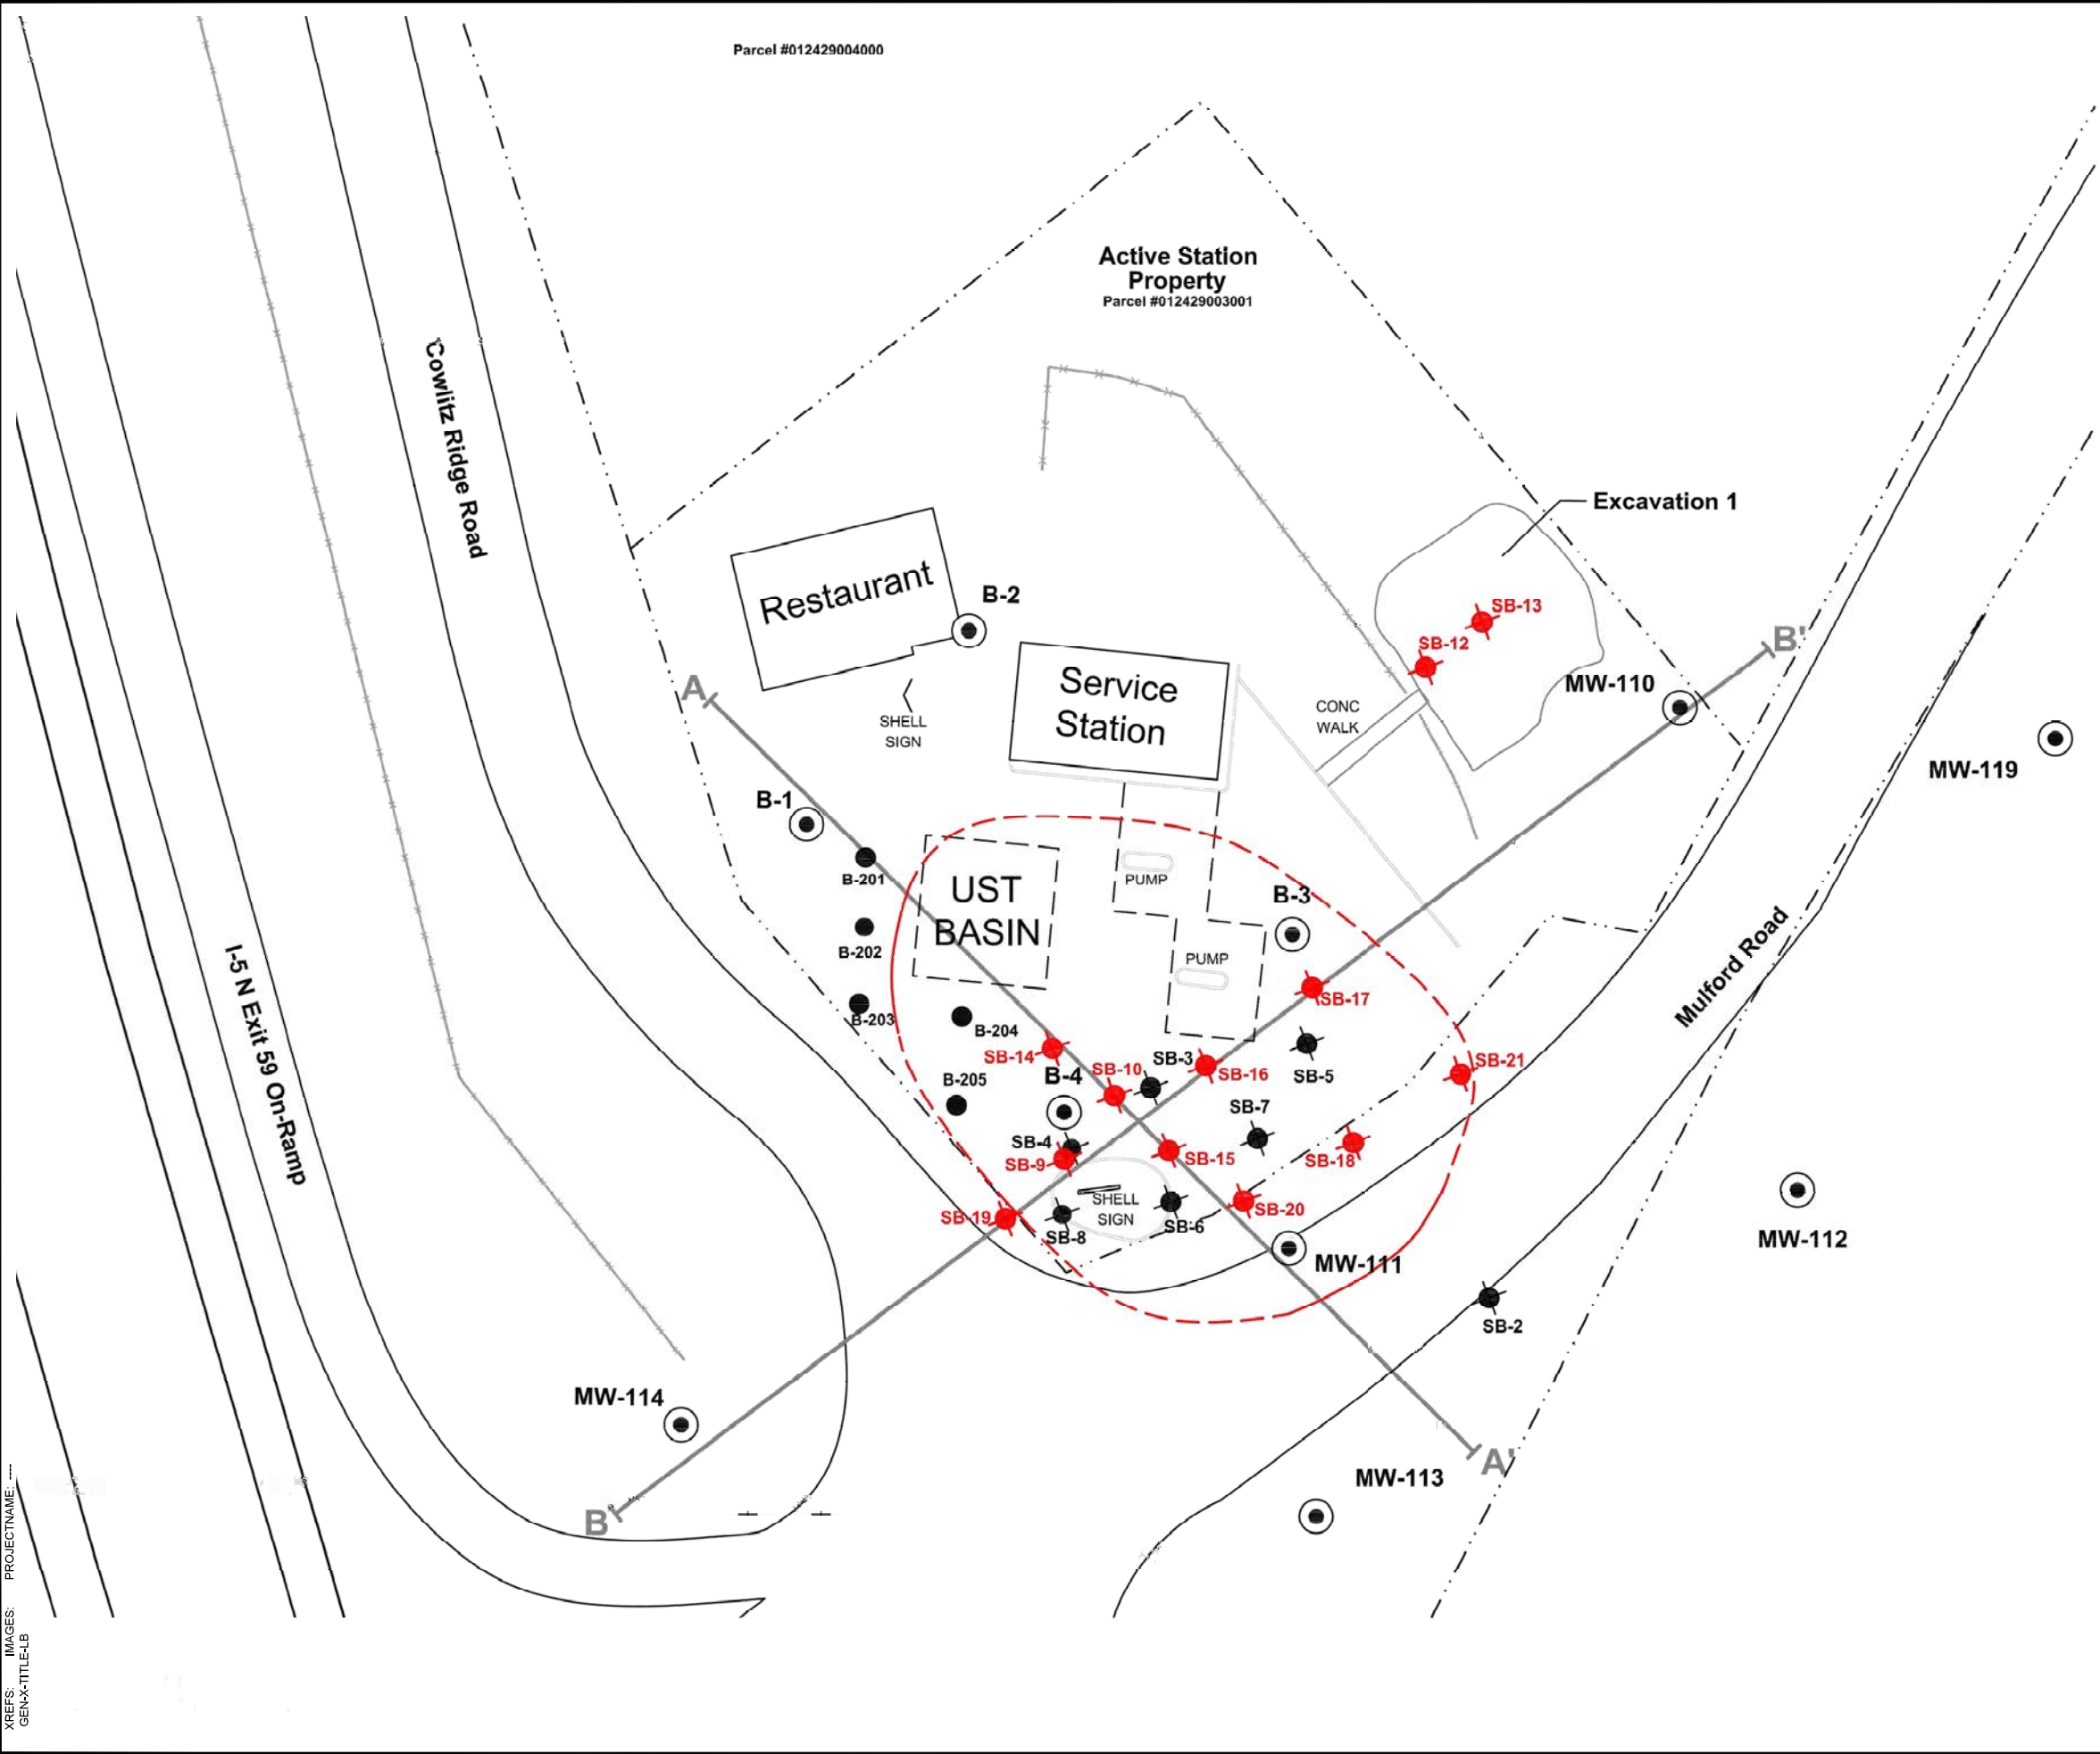 Parcel #012429004000
Active Station
Property
Parcel #012429003001
Cowlitz Ridge Road
Excavation 1
Restaurant
B-2
SB-13
SB-12
B'
A
Service
Station
MW-110
CONC
WALK
SHELL
SIGN
MW-119
B-1
B-201
UST
BASIN
PUMP
B-3
B-202
PUMP
Mulford Road
I-5 N Exit 59 On-Ramp
SB-17
B-203
B-204
SB-14
SB-3
SB-10
SB-16
SB-5
SB-21
B-205
B-4
SB-7
SB-4
SB-9
SB-15
SB-18
SHELL
SIGN
SB-19
SB-8
SB-6
SB-20
MW-112
MW-111
SB-2
MW-114
A'
MW-113
B
XREFS: IMAGES: PROJECTNAME: ----
GEN-X-TITLE-LB